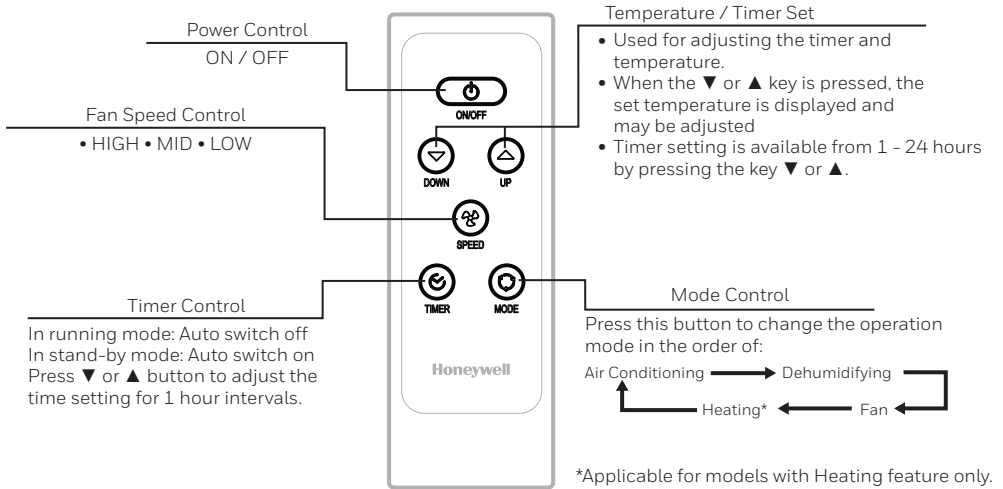 Power Control
ON / OFF
Fan Speed Control
• HIGH • MID • LOW
Timer Control
In running mode: Auto switch off
In stand-by mode: Auto switch on
Press ▼ or ▲ button to adjust the
time setting for 1 hour intervals.
ON/OFF
DOWN
UP
SPEED
TIMER
MODE
Honeywell
Temperature / Timer Set
• Used for adjusting the timer and
temperature.
• When the ▼ or ▲ key is pressed, the
set temperature is displayed and
may be adjusted
• Timer setting is available from 1 - 24 hours
by pressing the key ▼ or ▲.
Mode Control
Press this button to change the operation
mode in the order of:
Air Conditioning
Dehumidifying
Heating*
Fan
*Applicable for models with Heating feature only.